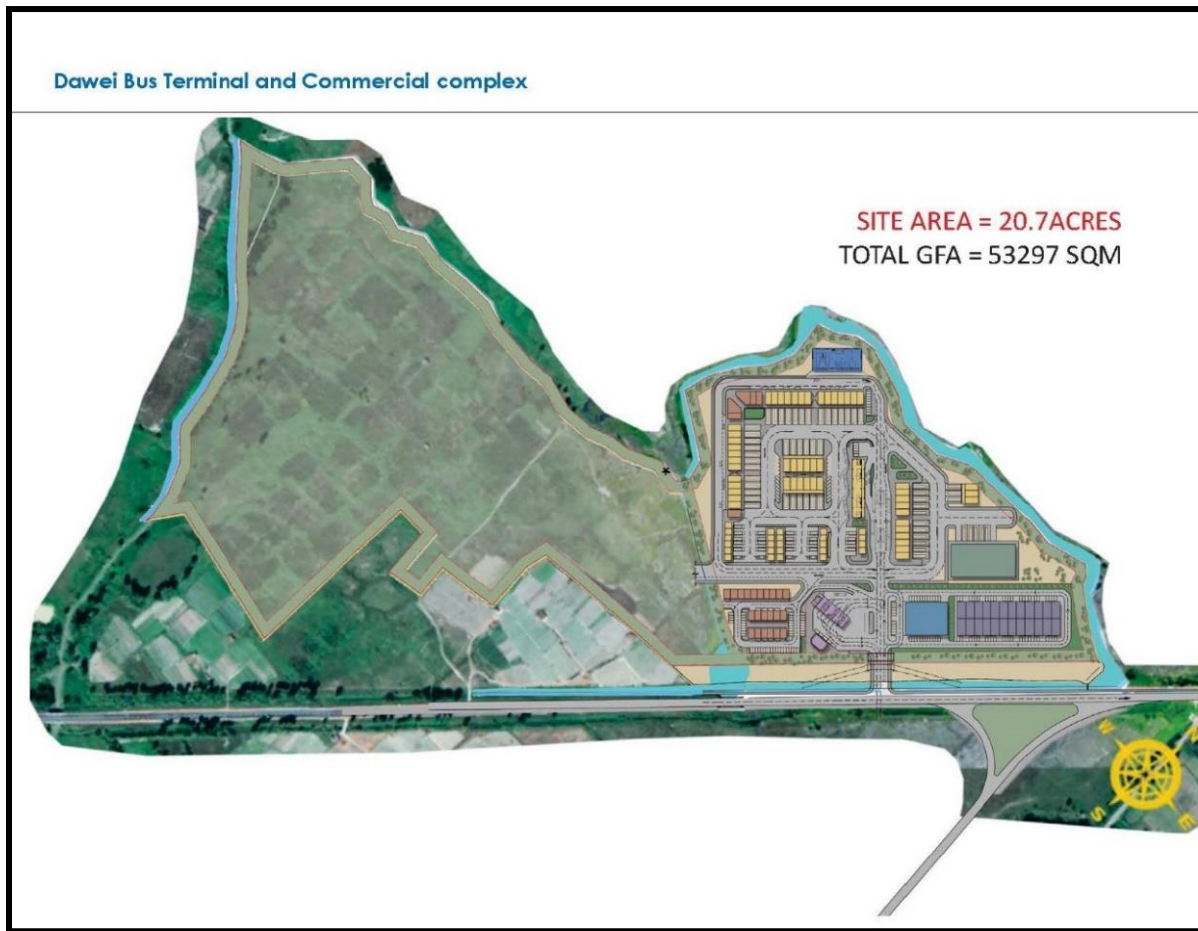 Dawei Bus Terminal and Commercial complex
SITE AREA = 20.7ACRES
TOTAL GFA = 53297 SQM
W
N
S
E